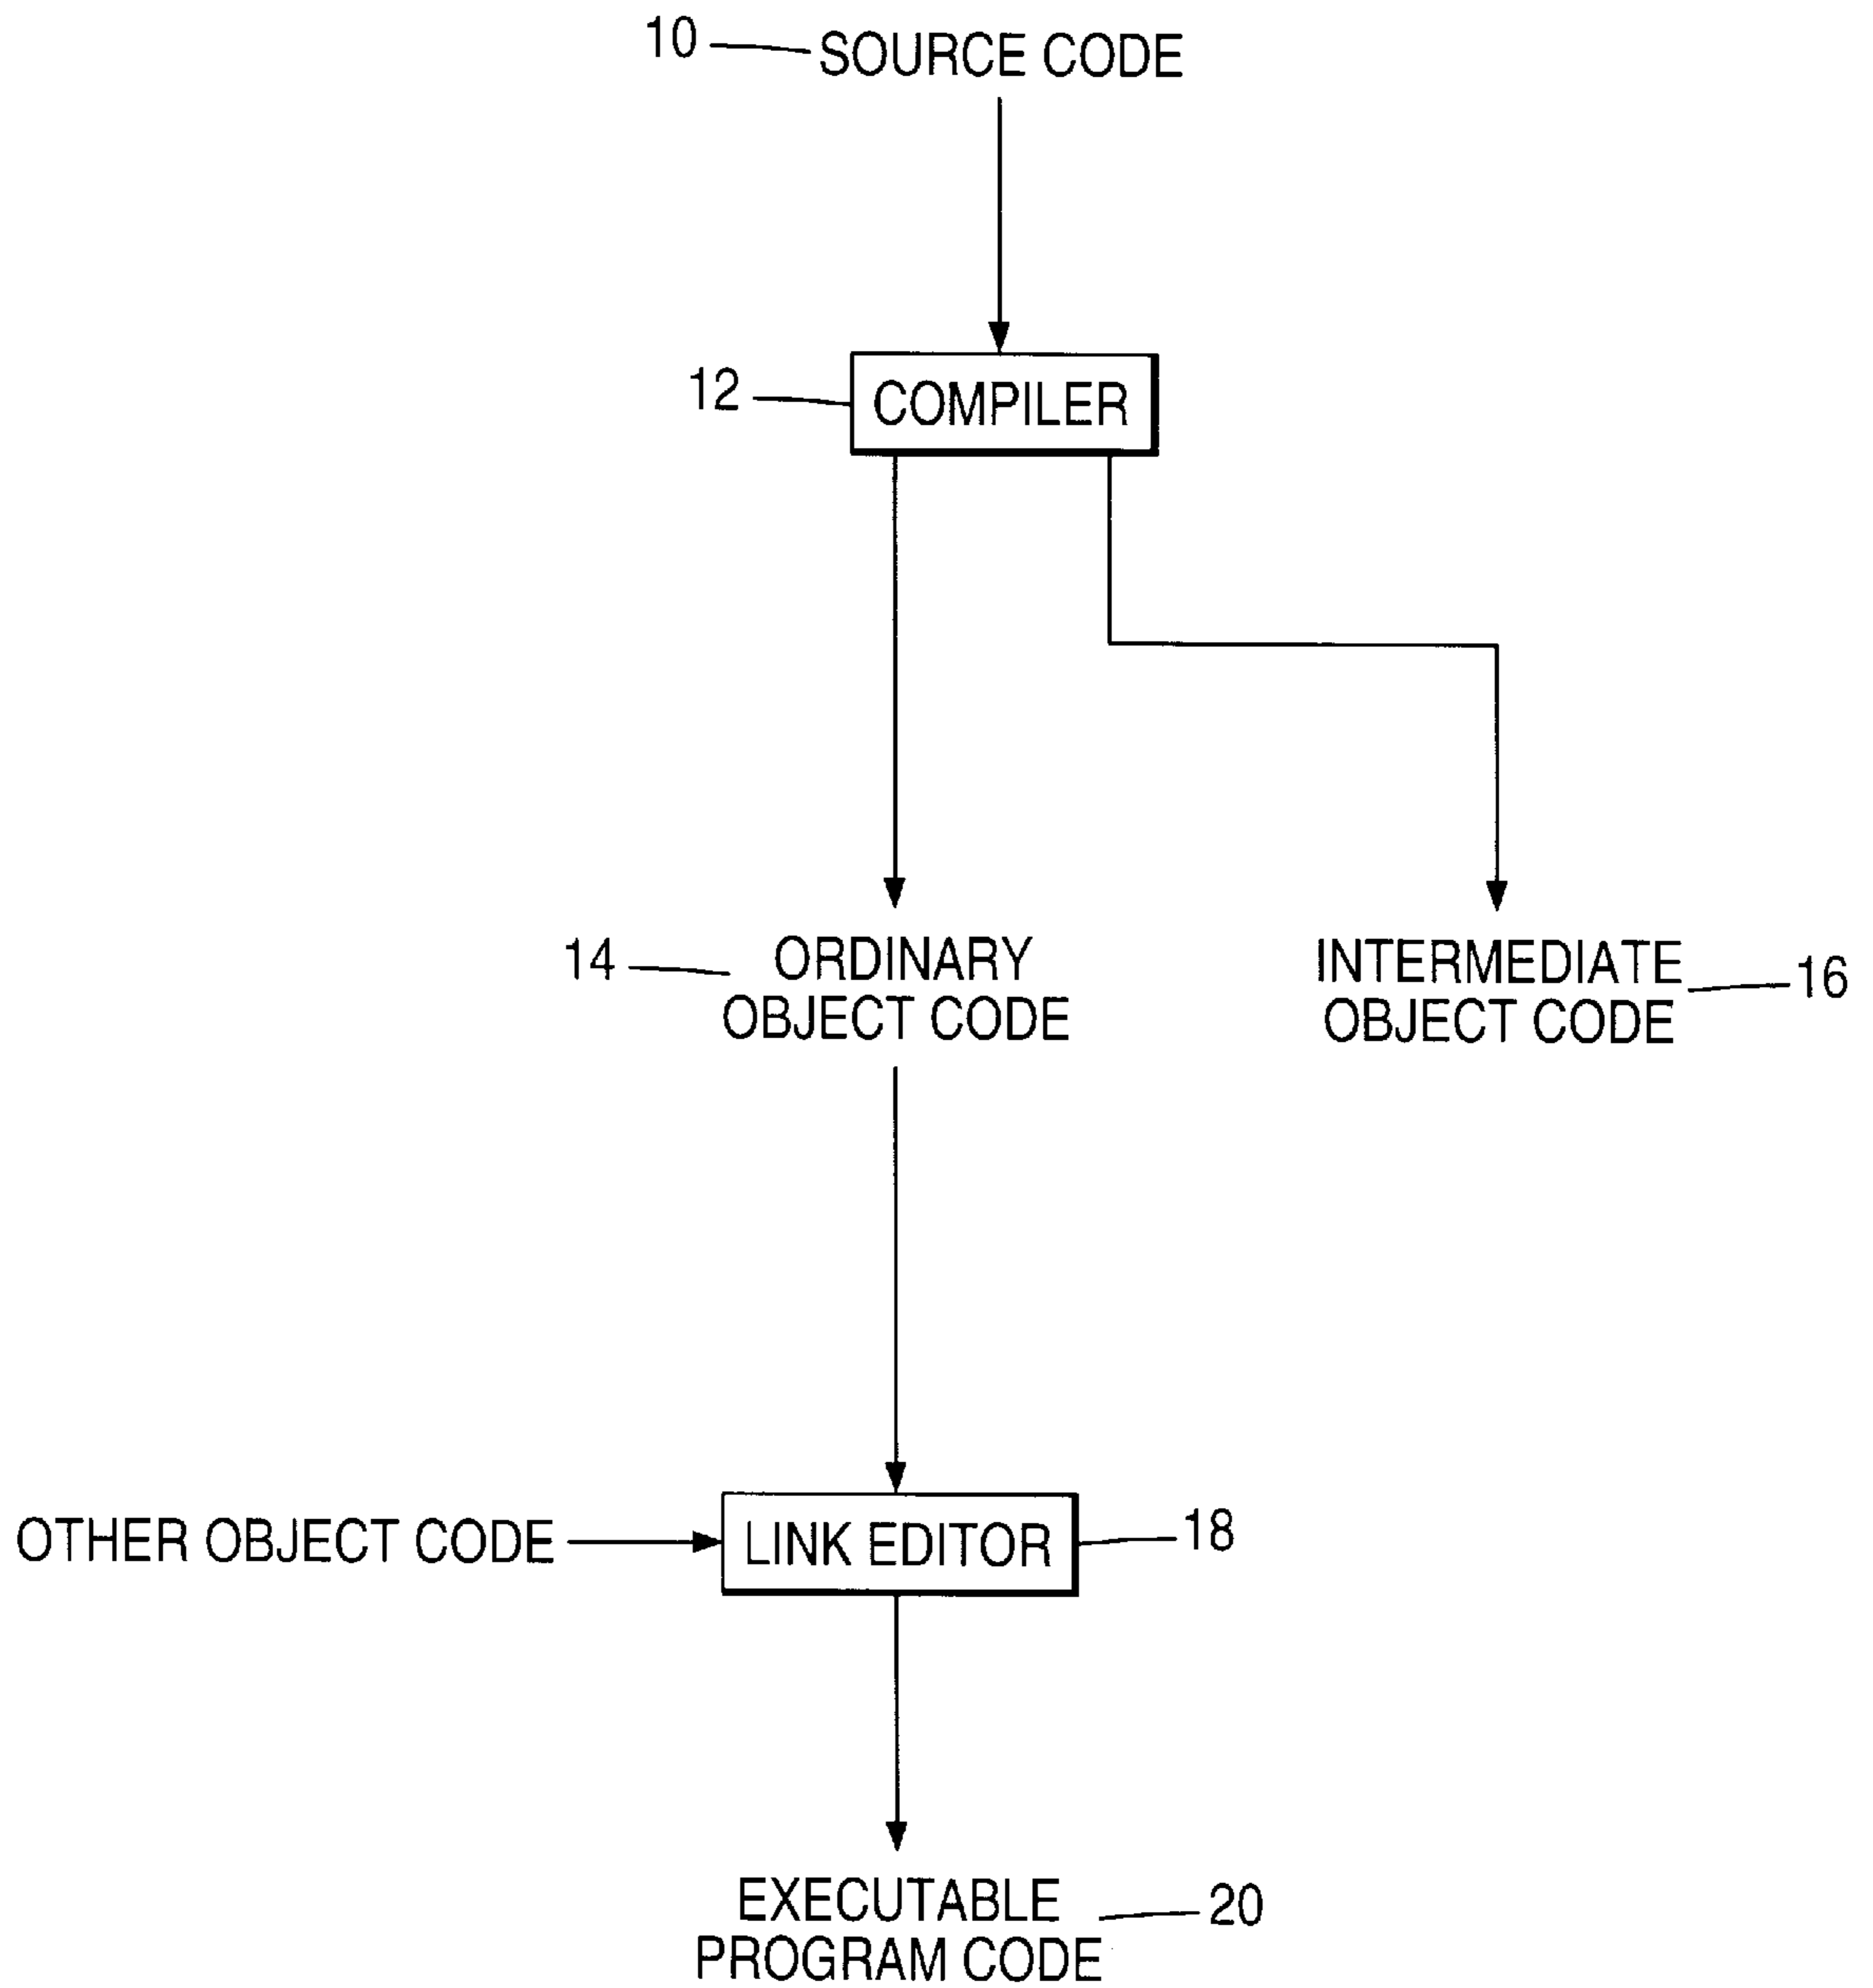 10
SOURCE CODE
12
COMPILER
14
ORDINARY
OBJECT CODE
INTERMEDIATE
OBJECT CODE
16
OTHER OBJECT CODE
LINK EDITOR
18
EXECUTABLE
PROGRAM CODE
20